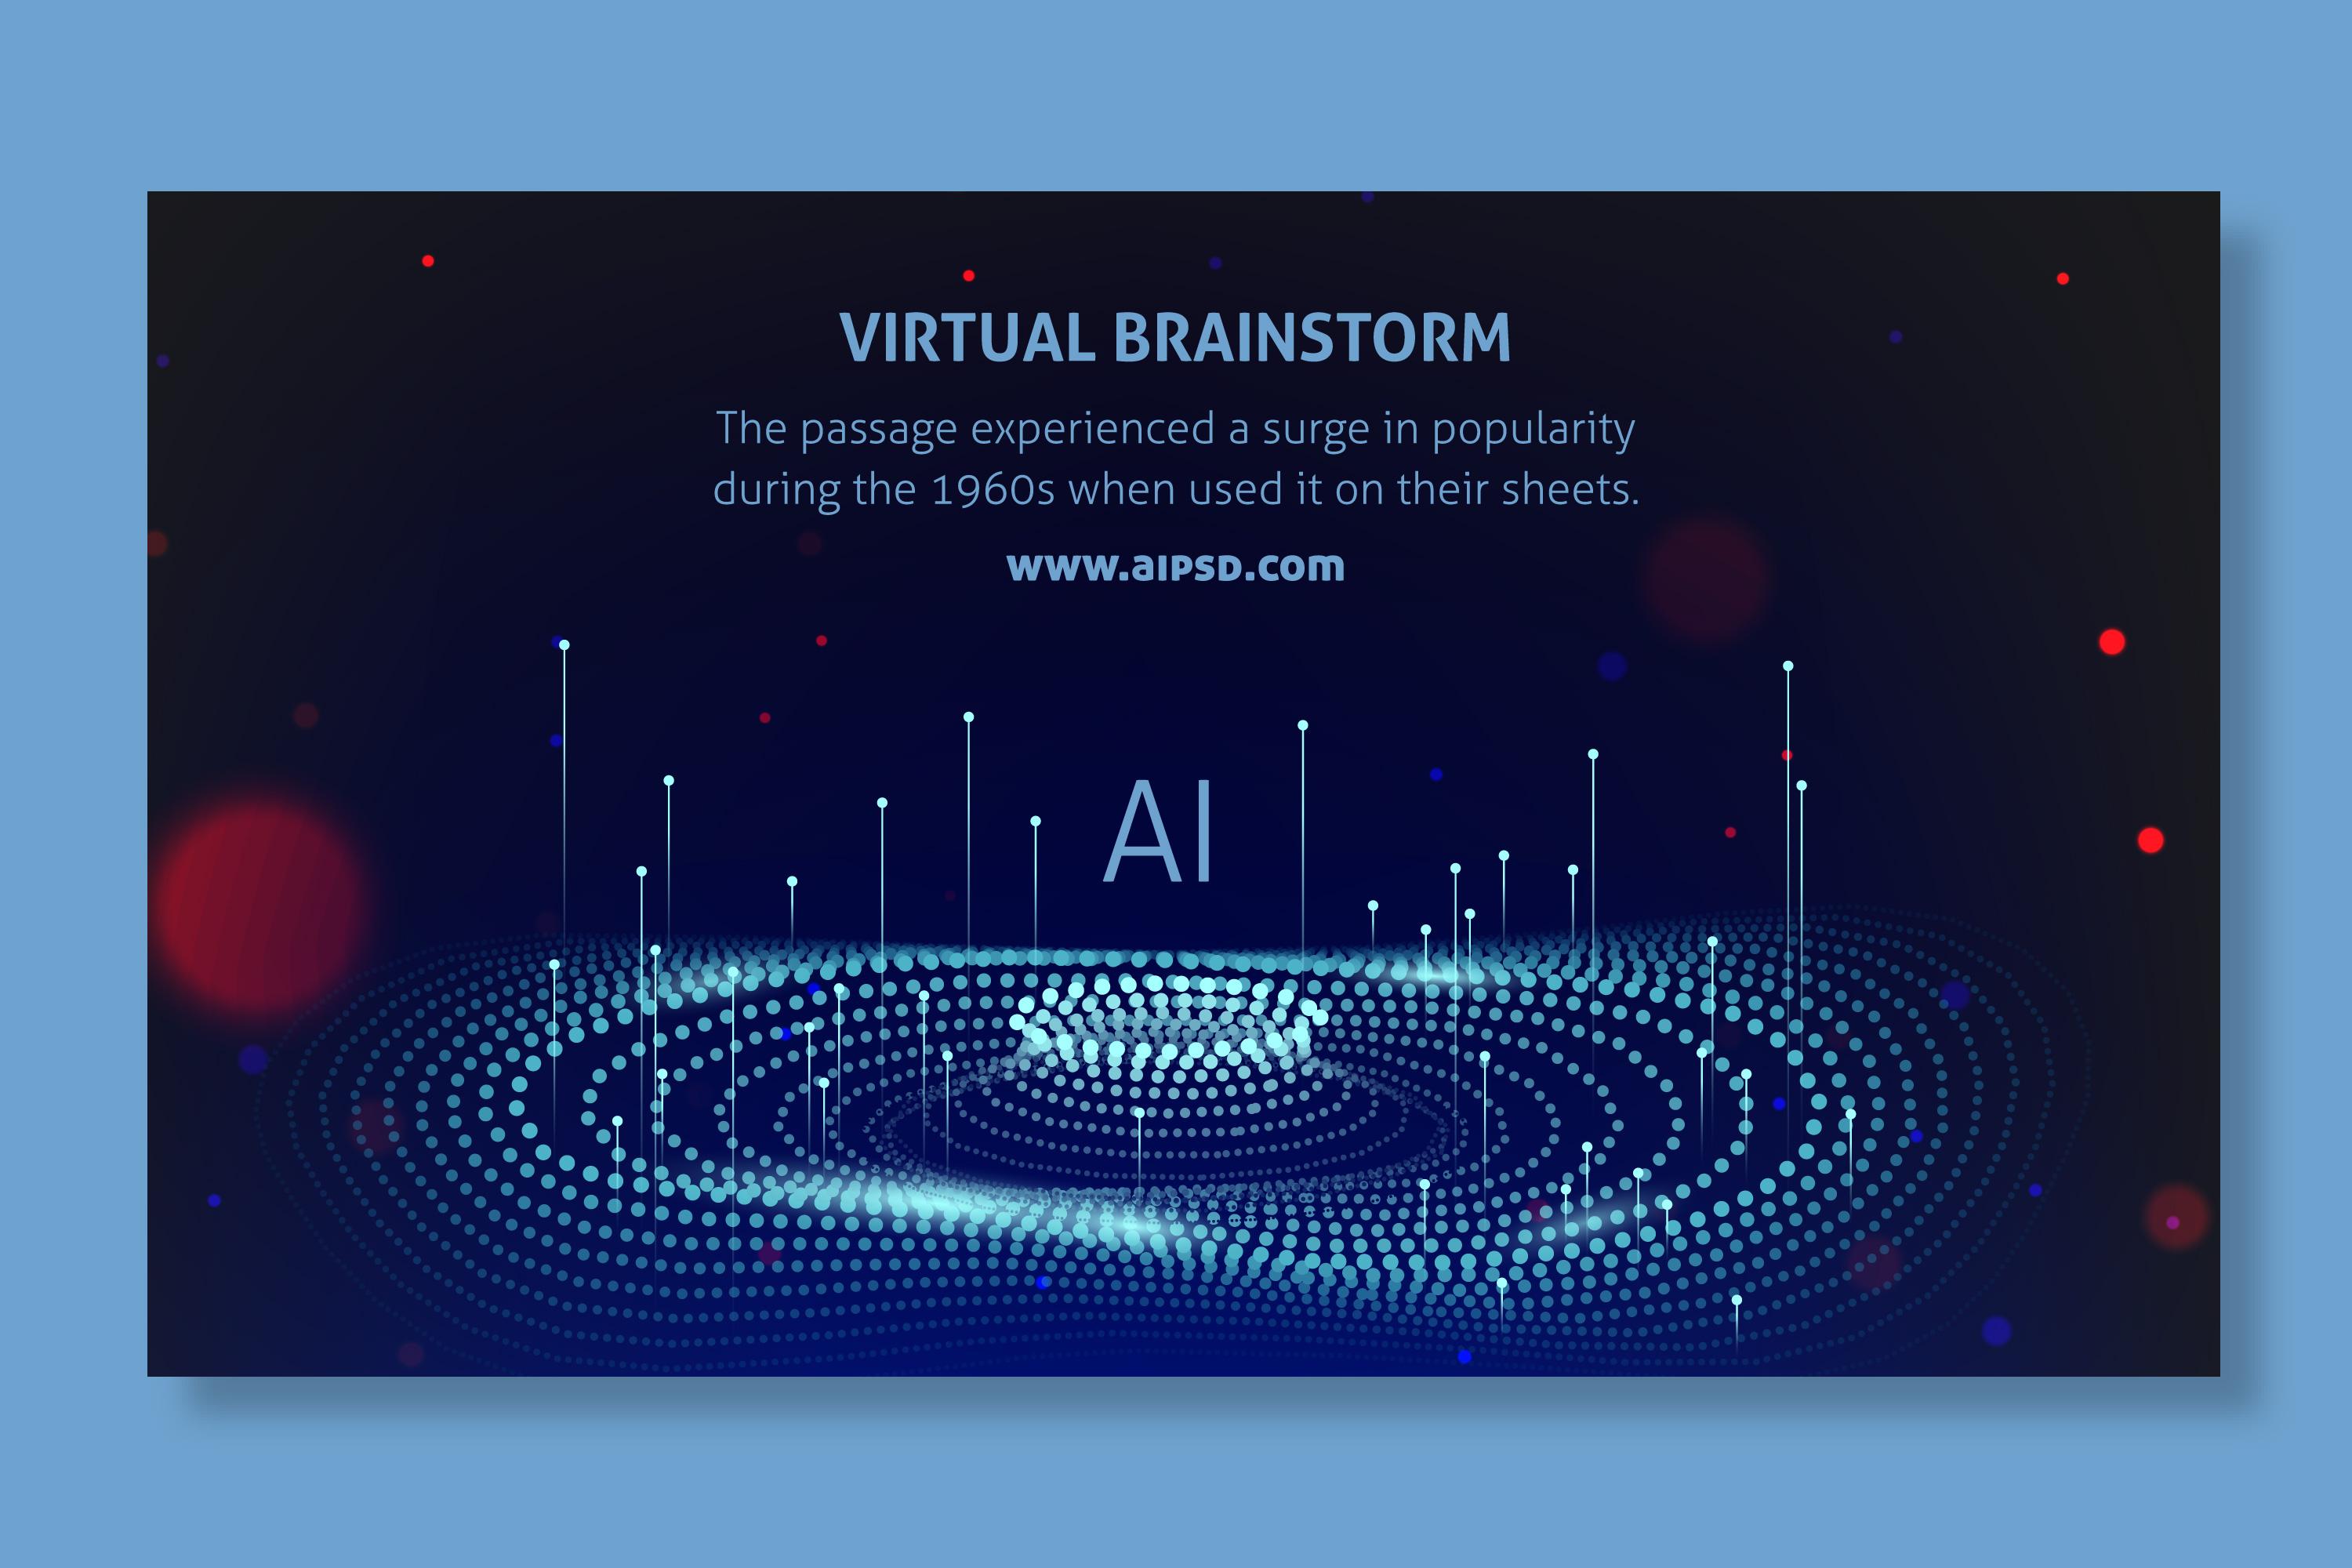 VIRTUAL BRAINSTORM
The passage experienced a surge in popularity
during the 1960s when used it on their sheets.
www.aipsd.com
AI